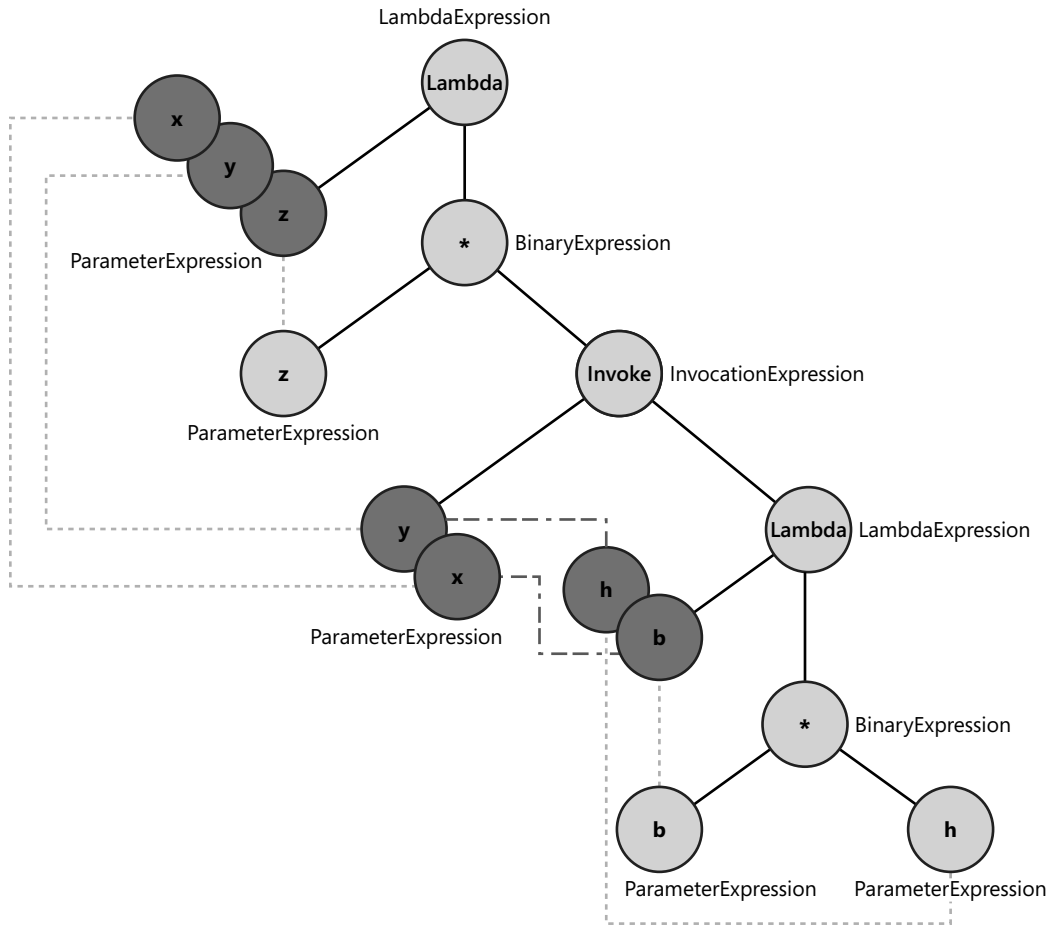 LambdaExpression
Lambda
x
y
z
ParameterExpression
* BinaryExpression
z
ParameterExpression
Invoke InvocationExpression
y
x
ParameterExpression
Lambda LambdaExpression
h
b
* BinaryExpression
b h
ParameterExpression ParameterExpression